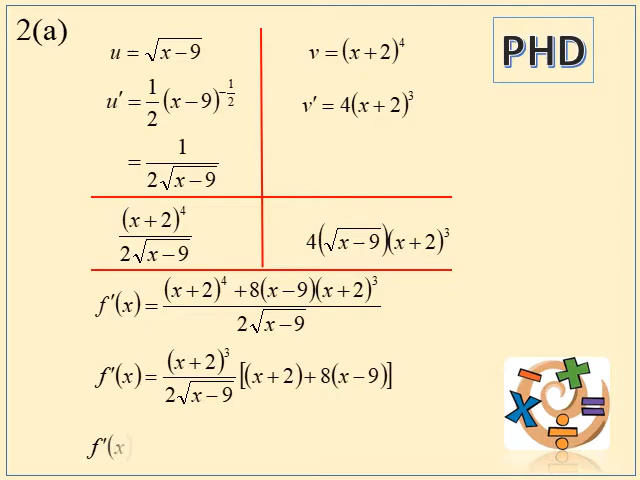 2(a)
PHD
u = √(x − 9)
v = (x + 2)⁴
u′ = 1/2 (x − 9)^(−1/2)
v′ = 4(x + 2)³
= 1/(2√(x − 9))
(x + 2)⁴/(2√(x − 9))
4(√(x − 9))(x + 2)³
f′(x) = ((x + 2)⁴ + 8(x − 9)(x + 2)³)/(2√(x − 9))
f′(x) = (x + 2)³/(2√(x − 9)) [(x + 2) + 8(x − 9)]
f′(x)